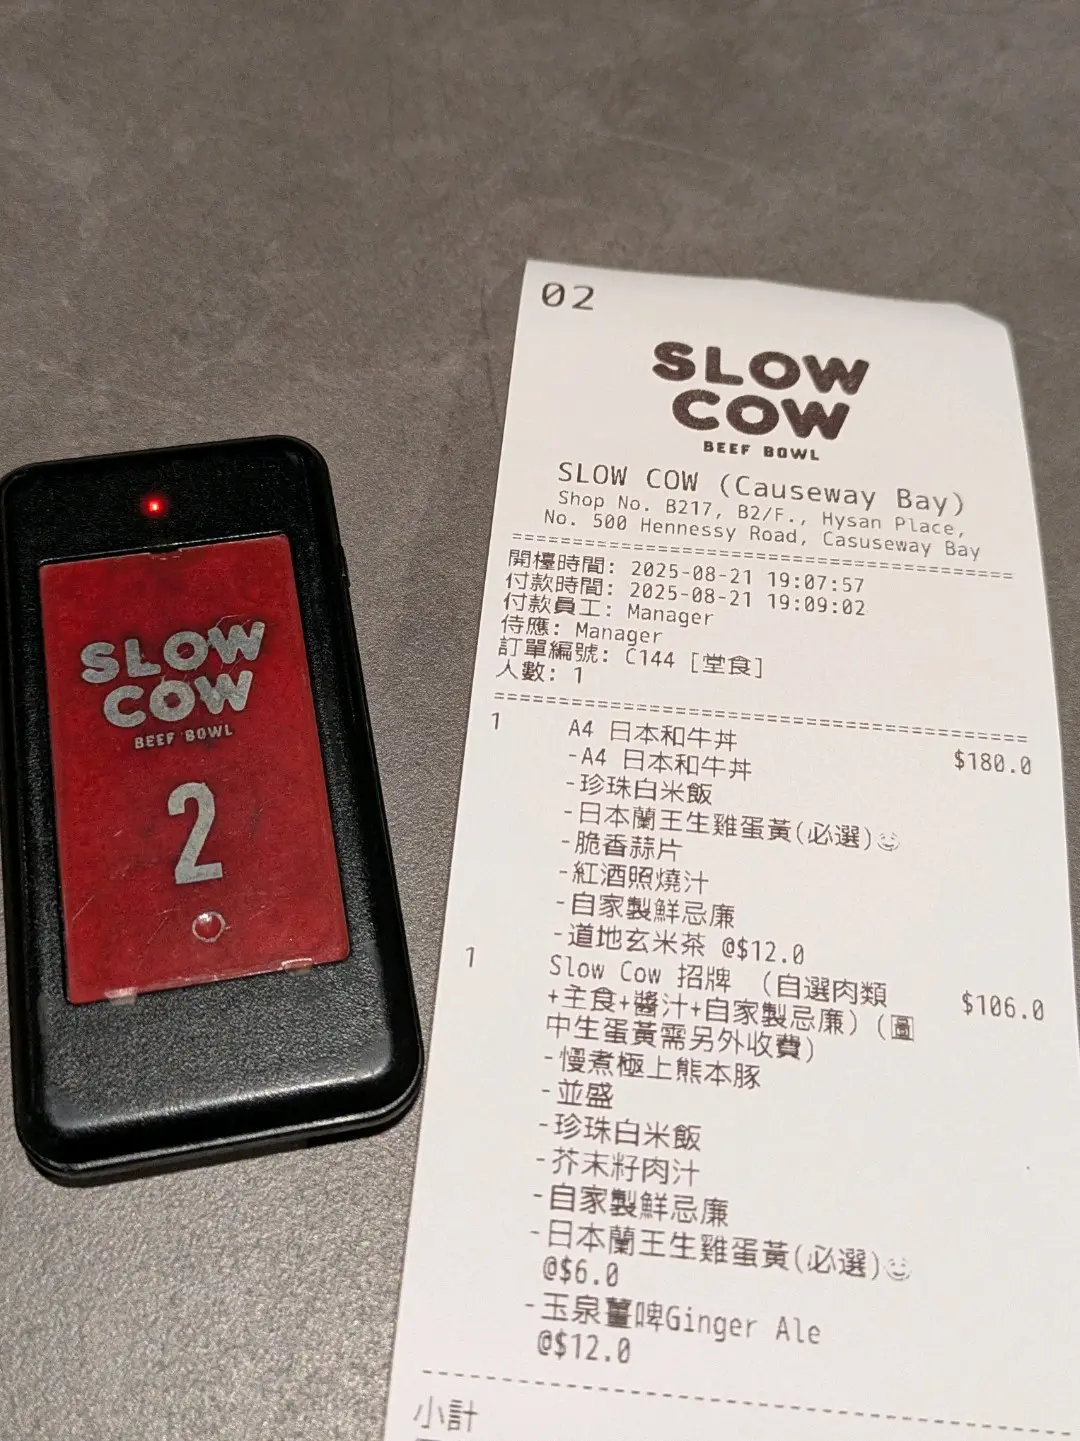 SLOW
COW
BEEF BOWL
2
02
SLOW
COW
BEEF BOWL
SLOW COW (Causeway Bay)
Shop No. B217, B2/F., Hysan Place,
No. 500 Hennessy Road, Casuseway Bay
開檯時間: 2025-08-21 19:07:57
付款時間: 2025-08-21 19:09:02
付款員工: Manager
侍應: Manager
訂單編號: C144 [堂食]
人數: 1
1 A4 日本和牛丼 $180.0
-A4 日本和牛丼
-珍珠白米飯
-日本蘭王生雞蛋黃(必選)😉
-脆香蒜片
-紅酒照燒汁
-自家製鮮忌廉
-道地玄米茶 @$12.0
1 Slow Cow 招牌 (自選肉類 $106.0
+主食+醬汁+自家製忌廉) (圖
中生蛋黃需另外收費)
-慢煮極上熊本豚
-並盛
-珍珠白米飯
-芥末籽肉汁
-自家製鮮忌廉
-日本蘭王生雞蛋黃(必選)😉
@$6.0
-玉泉薑啤Ginger Ale
@$12.0
小計